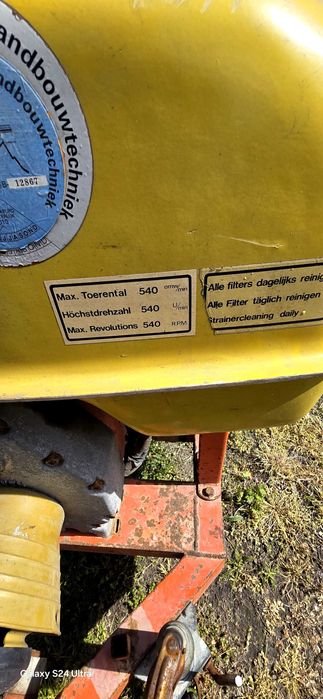 andbouwtechniek
andbouwtechniek
12867
Max. Toerental 540 omw/min
Höchstdrehzahl 540 U/min
Max. Revolutions 540 RPM
Alle filters dagelijks
Alle Filter täglich reinigen
Strainercleaning daily
Galaxy S24 Ultra